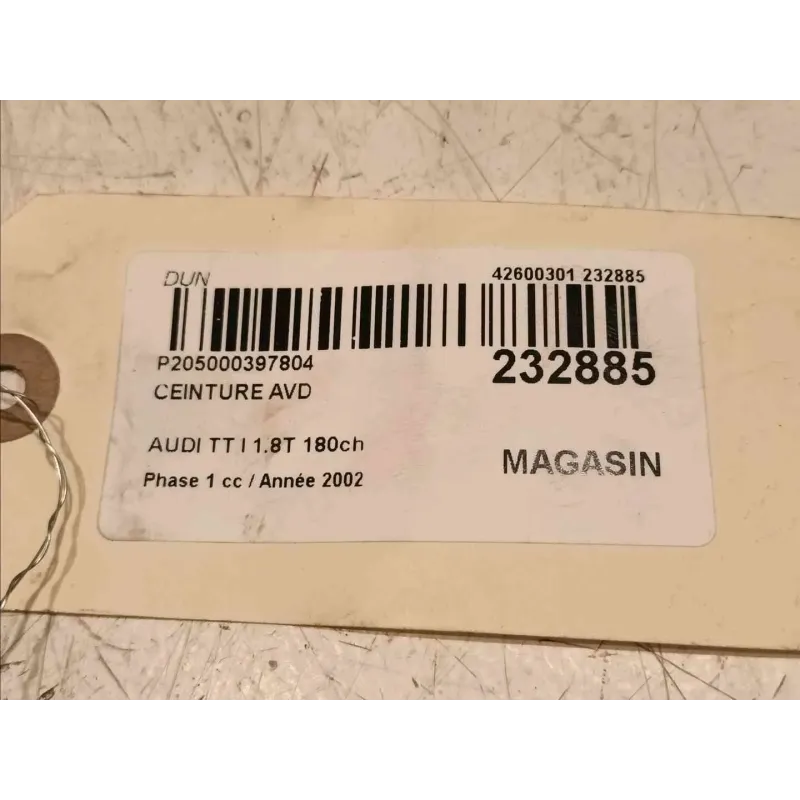 DUN 42600301 232885
P205000397804 232885
CEINTURE AVD
AUDI TT I 1.8T 180ch
MAGASIN
Phase 1 cc / Année 2002